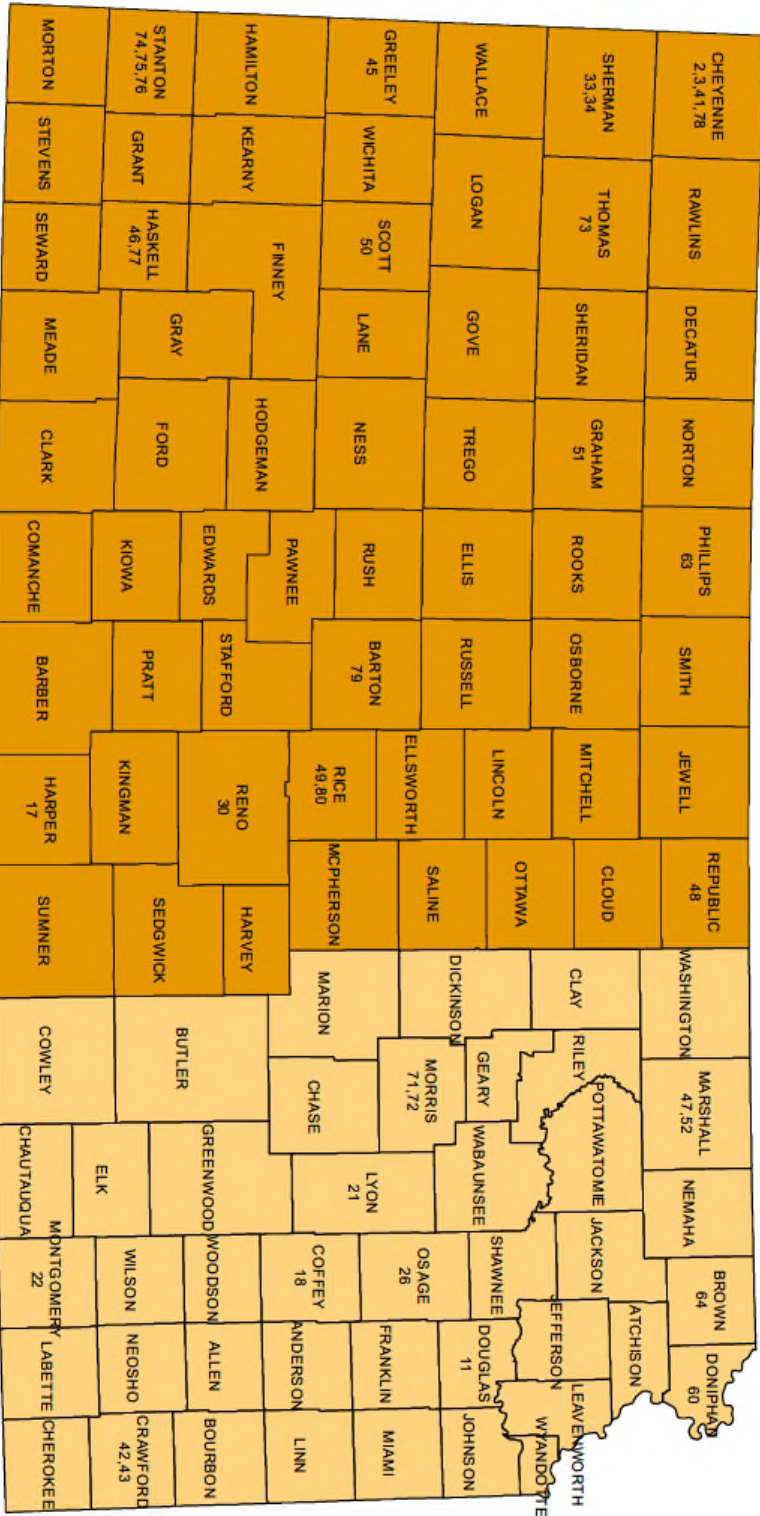 CHEYENNE
2,3,41,78
RAWLINS
DECATUR
NORTON
PHILLIPS
63
SMITH
JEWELL
REPUBLIC
48
WASHINGTON
MARSHALL
47,52
NEMAHA
BROWN
64
DONIPHAN
60
SHERMAN
33,34
THOMAS
73
SHERIDAN
GRAHAM
51
ROOKS
OSBORNE
MITCHELL
CLOUD
CLAY
RILEY
POTTAWATOMIE
JACKSON
ATCHISON
JEFFERSON
LEAVENWORTH
WYANDOTTE
WALLACE
LOGAN
GOVE
TREGO
ELLIS
RUSSELL
LINCOLN
OTTAWA
ELLSWORTH
SALINE
DICKINSON
GEARY
WABAUNSEE
SHAWNEE
DOUGLAS
11
JOHNSON
GREELEY
45
WICHITA
SCOTT
50
LANE
NESS
RUSH
BARTON
79
RICE
49,80
MCPHERSON
MARION
MORRIS
71,72
CHASE
LYON
21
OSAGE
26
FRANKLIN
MIAMI
HAMILTON
KEARNY
FINNEY
HODGEMAN
PAWNEE
STAFFORD
RENO
30
HARVEY
BUTLER
GREENWOOD
COFFEY
18
ANDERSON
LINN
STANTON
74,75,76
GRANT
HASKELL
46,77
GRAY
FORD
EDWARDS
KIOWA
PRATT
KINGMAN
SEDGWICK
ELK
WOODSON
ALLEN
BOURBON
WILSON
NEOSHO
CRAWFORD
42,43
MORTON
STEVENS
SEWARD
MEADE
CLARK
COMANCHE
BARBER
HARPER
17
SUMNER
COWLEY
CHAUTAUQUA
MONTGOMERY
22
LABETTE
CHEROKEE